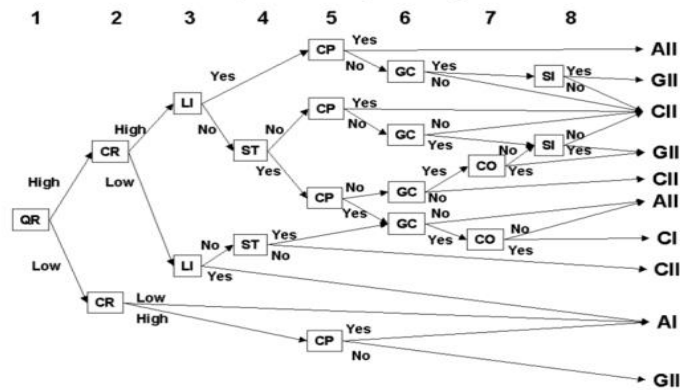 1 2 3 4 5 6 7 8
CP Yes AII
No GC Yes SI Yes GII
Yes No No
LI CP Yes CII
High No No No GC No No
CR ST Yes SI Yes GII
Low Yes No CO Yes
High CP No GC Yes No CII
Yes GC No AII
QR Yes CO No
No ST Yes Yes CI
Low LI Yes No CII
CR Low AI
High CP Yes
No GII